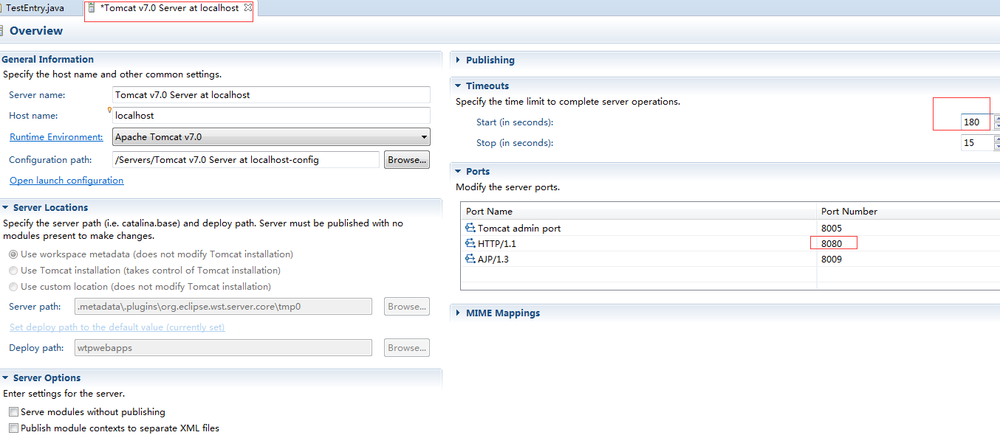 TestEntry.java
*Tomcat v7.0 Server at localhost
Overview
General Information
Specify the host name and other common settings.
Server name: Tomcat v7.0 Server at localhost
Host name: localhost
Runtime Environment: Apache Tomcat v7.0
Configuration path: /Servers/Tomcat v7.0 Server at localhost-config Browse...
Open launch configuration
Server Locations
Specify the server path (i.e. catalina.base) and deploy path. Server must be published with no
modules present to make changes.
Use workspace metadata (does not modify Tomcat installation)
Use Tomcat installation (takes control of Tomcat installation)
Use custom location (does not modify Tomcat installation)
Server path: .metadata\.plugins\org.eclipse.wst.server.core\tmp0 Browse...
Set deploy path to the default value (currently set)
Deploy path: wtpwebapps Browse...
Server Options
Enter settings for the server.
Serve modules without publishing
Publish module contexts to separate XML files
Publishing
Timeouts
Specify the time limit to complete server operations.
Start (in seconds): 180
Stop (in seconds): 15
Ports
Modify the server ports.
Port Name Port Number
Tomcat admin port 8005
HTTP/1.1 8080
AJP/1.3 8009
MIME Mappings